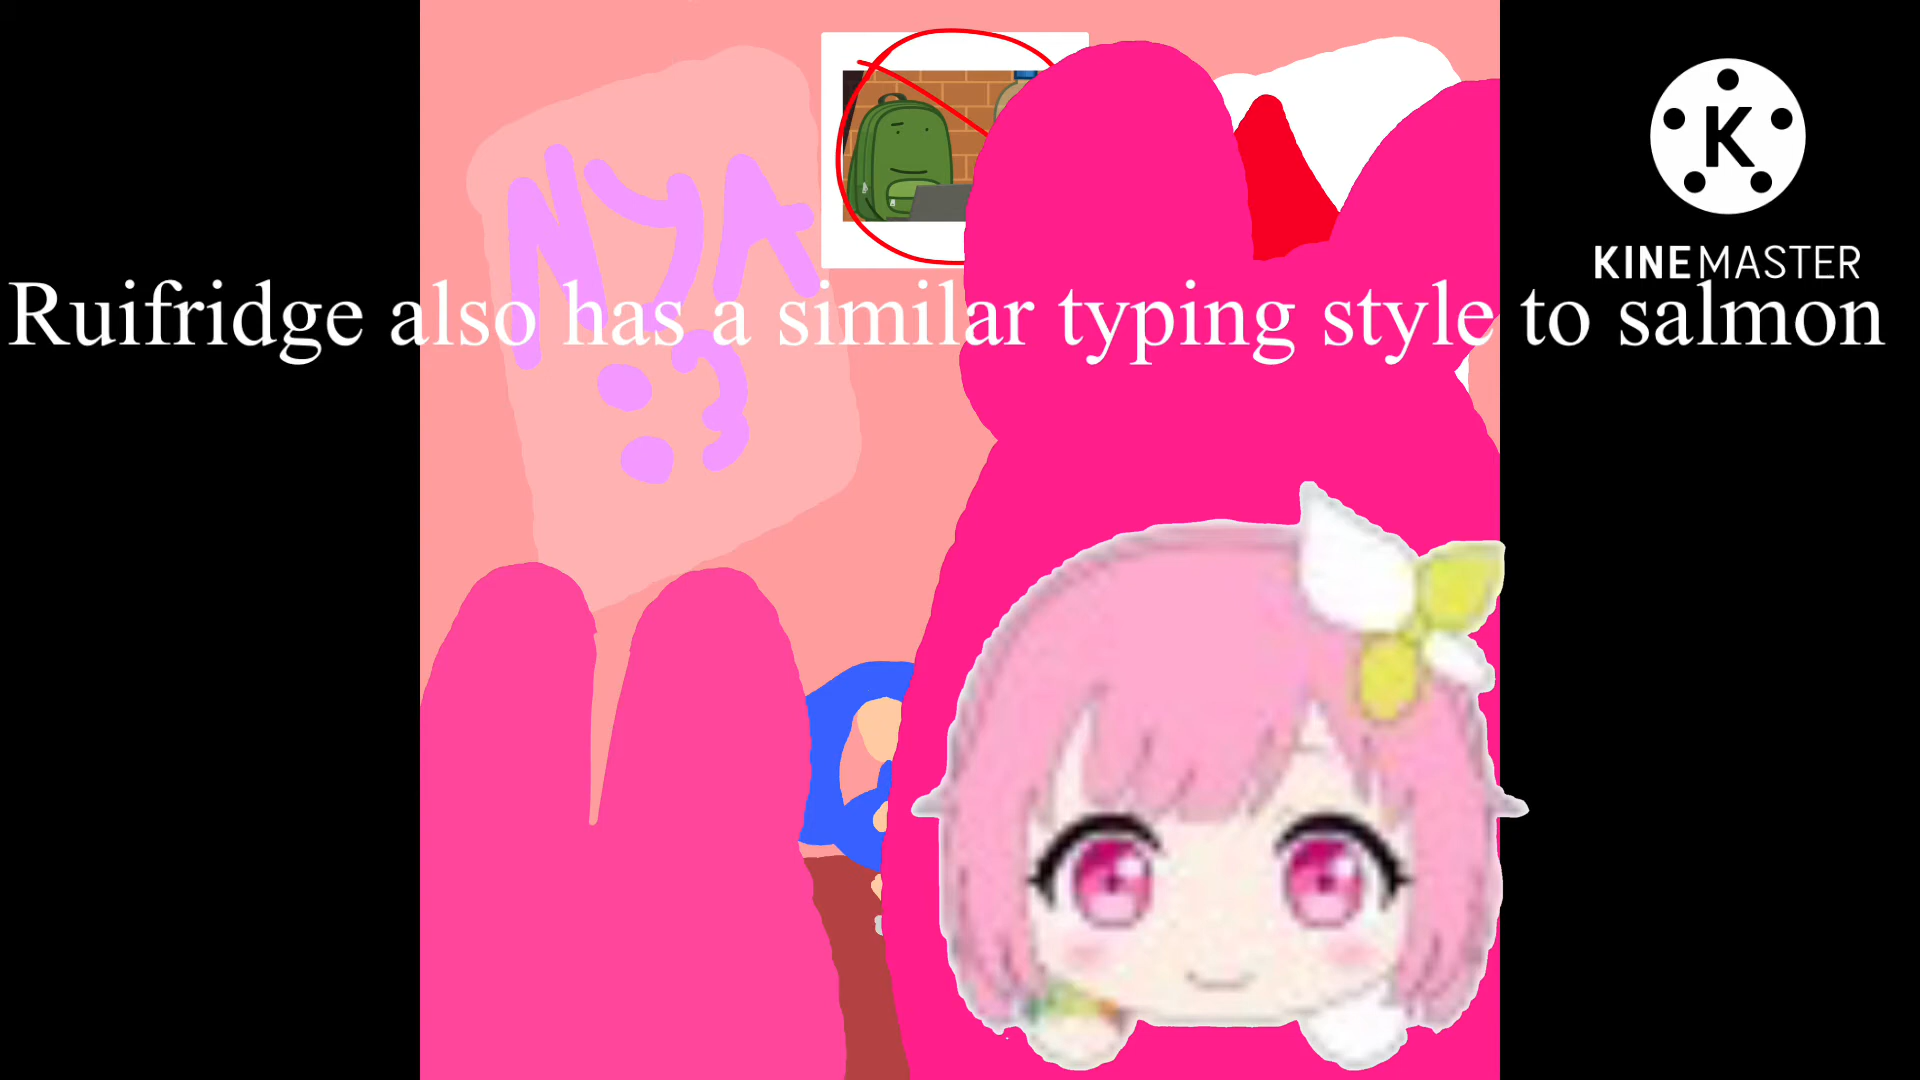 NYA
:3
K
KINEMASTER
Ruifridge also has a similar typing style to salmon